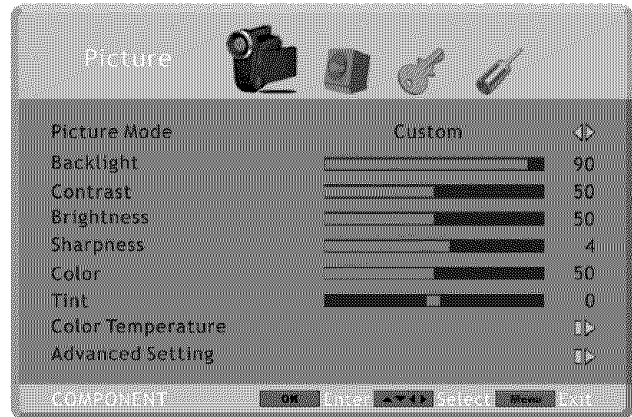 Picture
Picture Mode Custom
Backlight 90
Contrast 50
Brightness 50
Sharpness 4
Color 50
Tint 0
Color Temperature
Advanced Setting
COMPONENT OK Enter Select Menu Exit